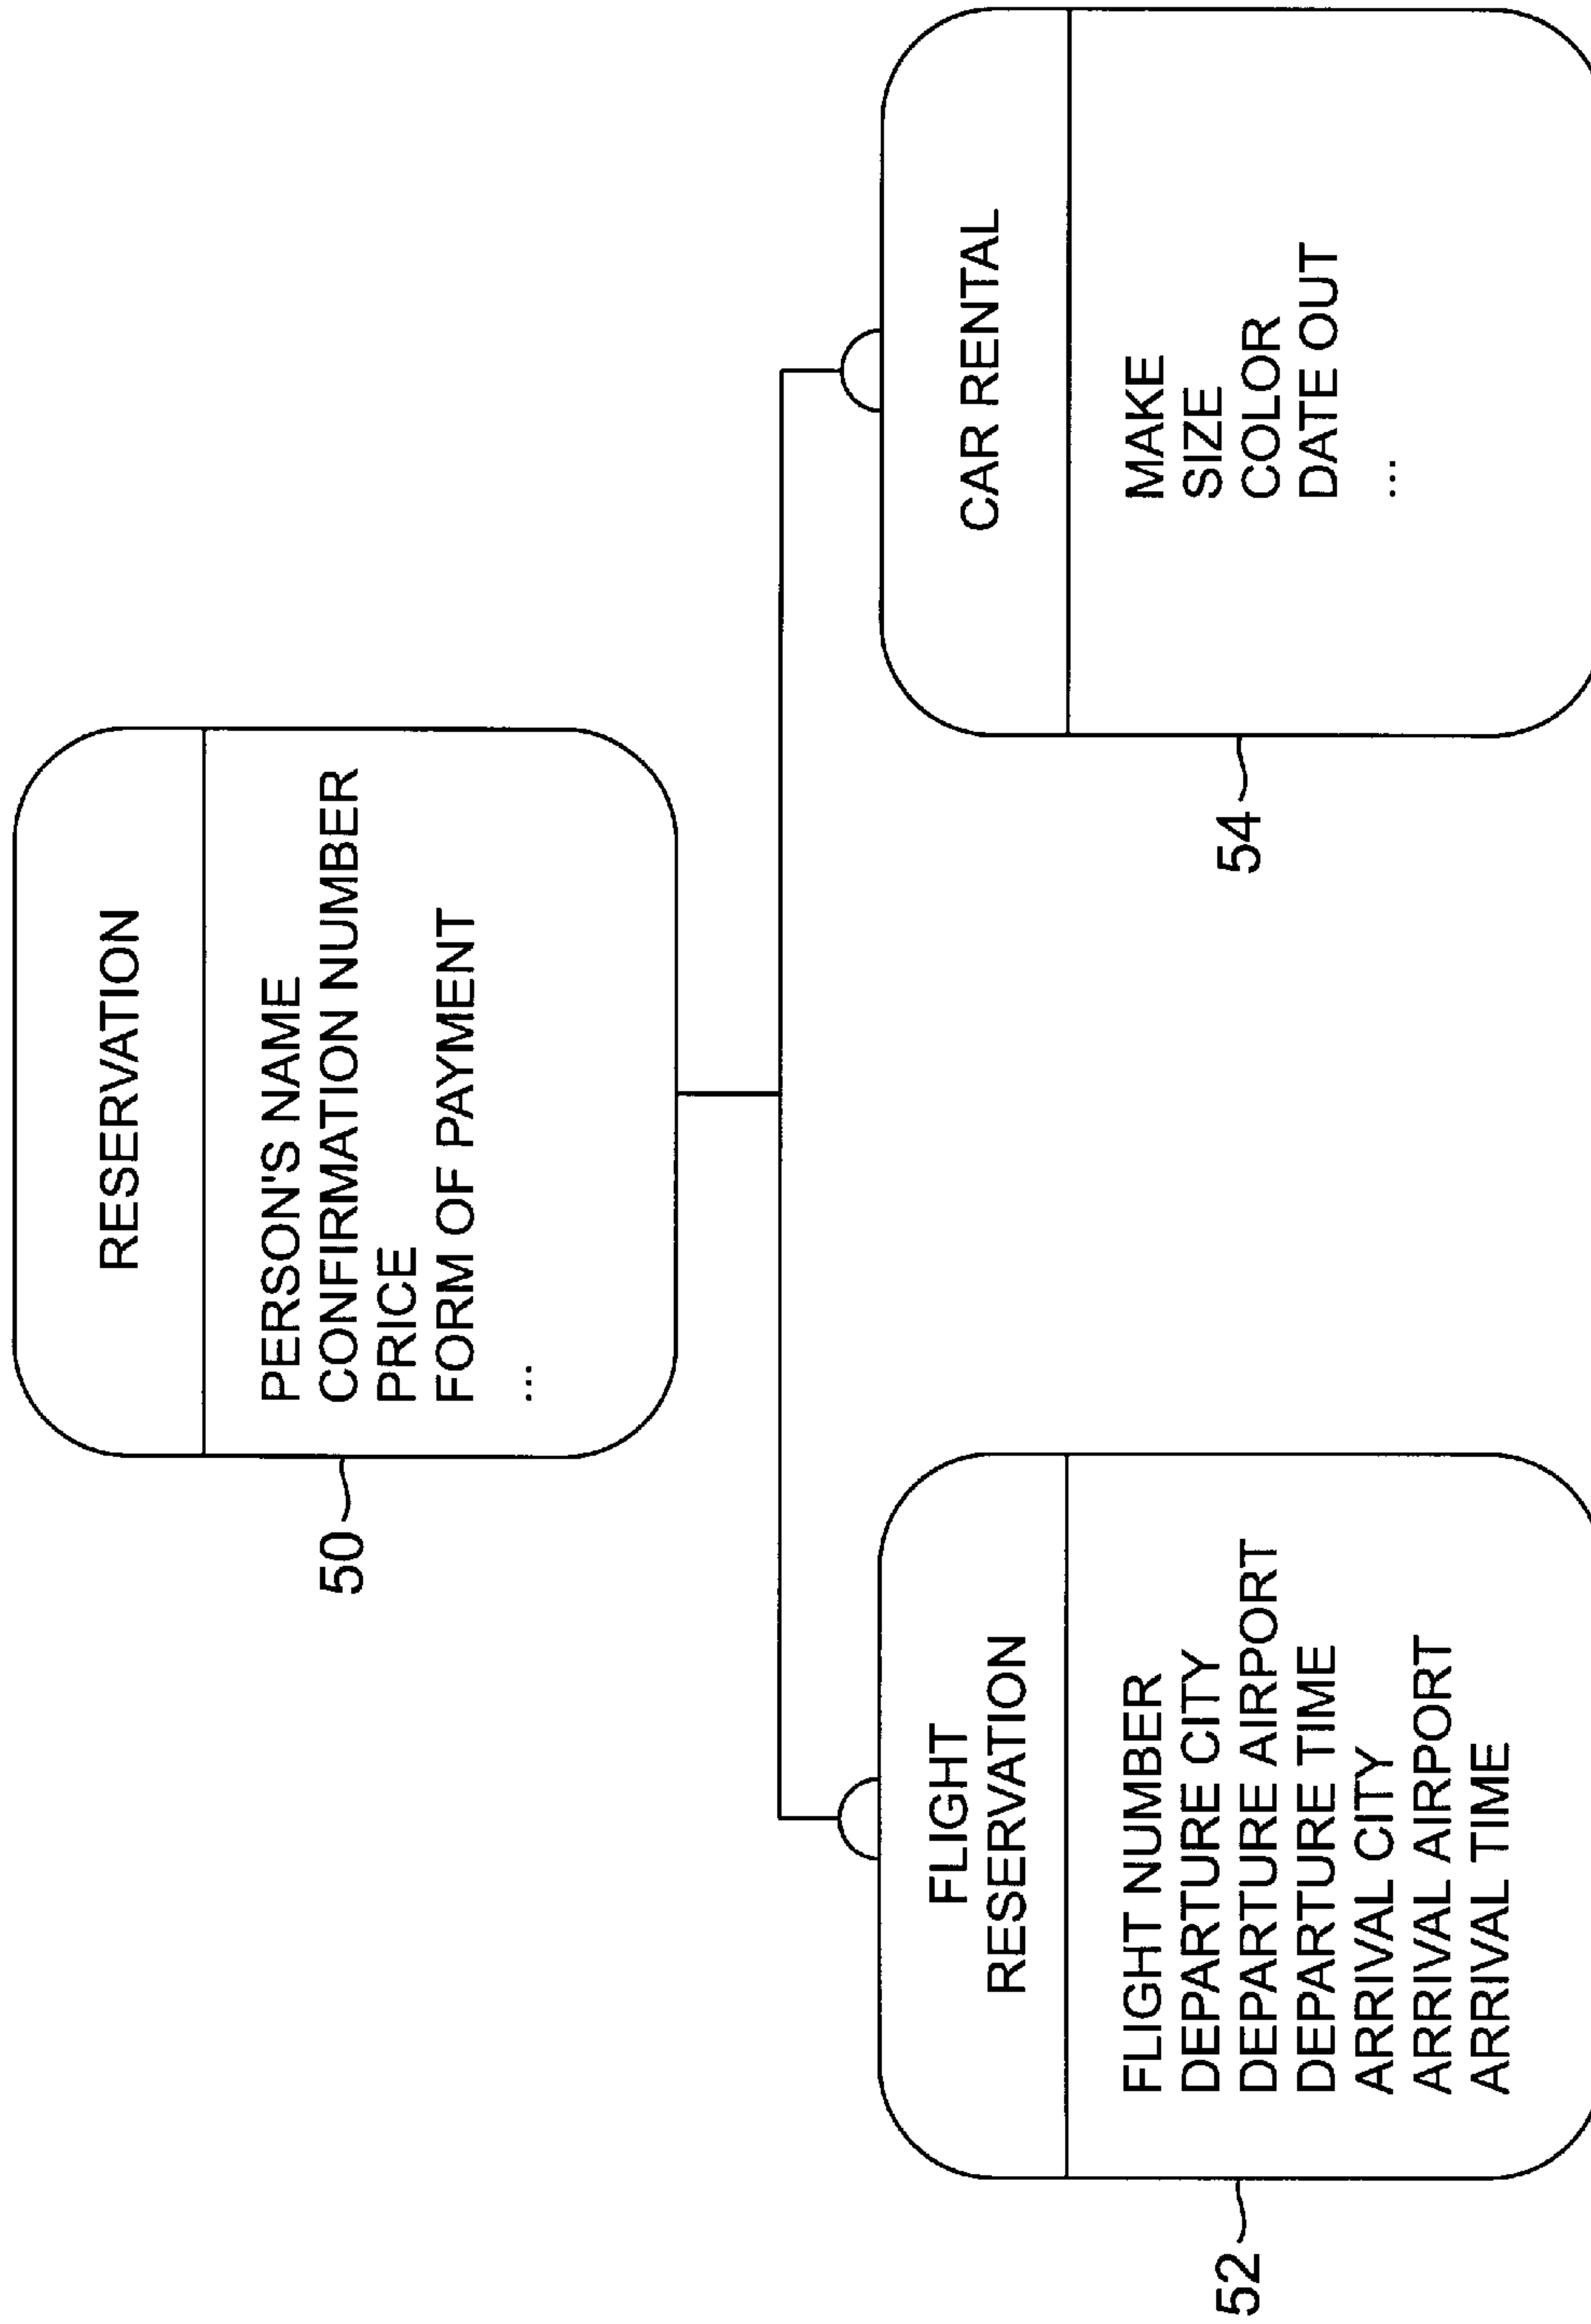 RESERVATION
PERSON'S NAME
CONFIRMATION NUMBER
PRICE
FORM OF PAYMENT
...
50
FLIGHT
RESERVATION
FLIGHT NUMBER
DEPARTURE CITY
DEPARTURE AIRPORT
DEPARTURE TIME
ARRIVAL CITY
ARRIVAL AIRPORT
ARRIVAL TIME
52
CAR RENTAL
MAKE
SIZE
COLOR
DATE OUT
...
54